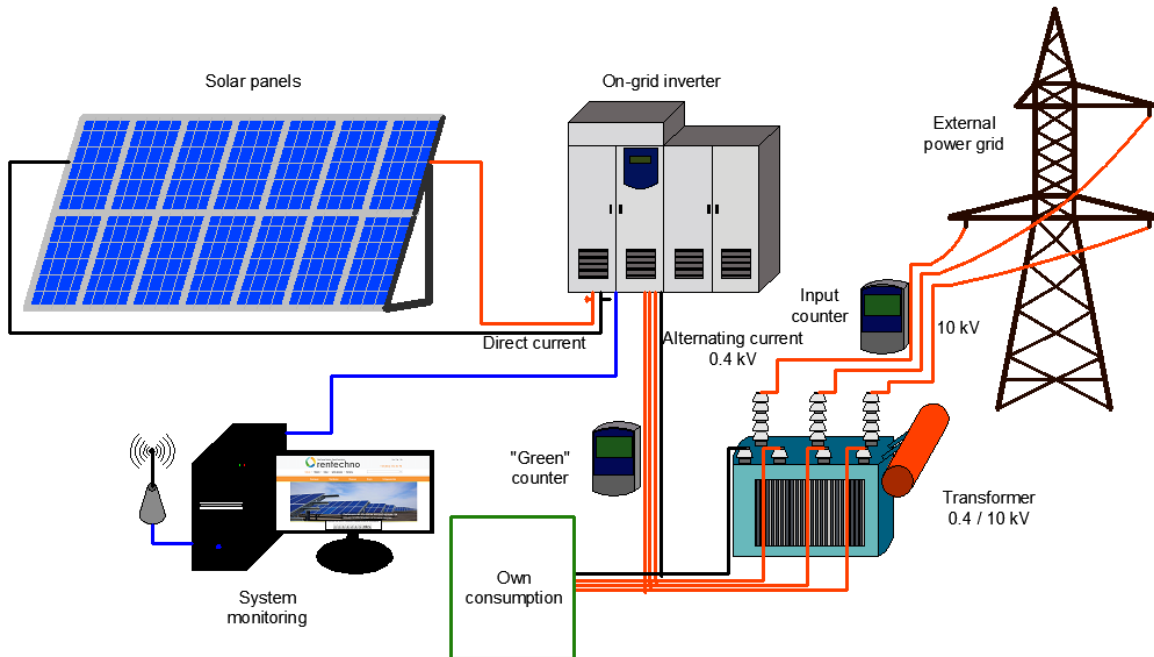 Solar panels
On-grid inverter
External
power grid
Input
counter
10 kV
Direct current
Alternating current
0.4 kV
rentechno
"Green"
counter
Transformer
0.4 / 10 kV
Own
consumption
System
monitoring